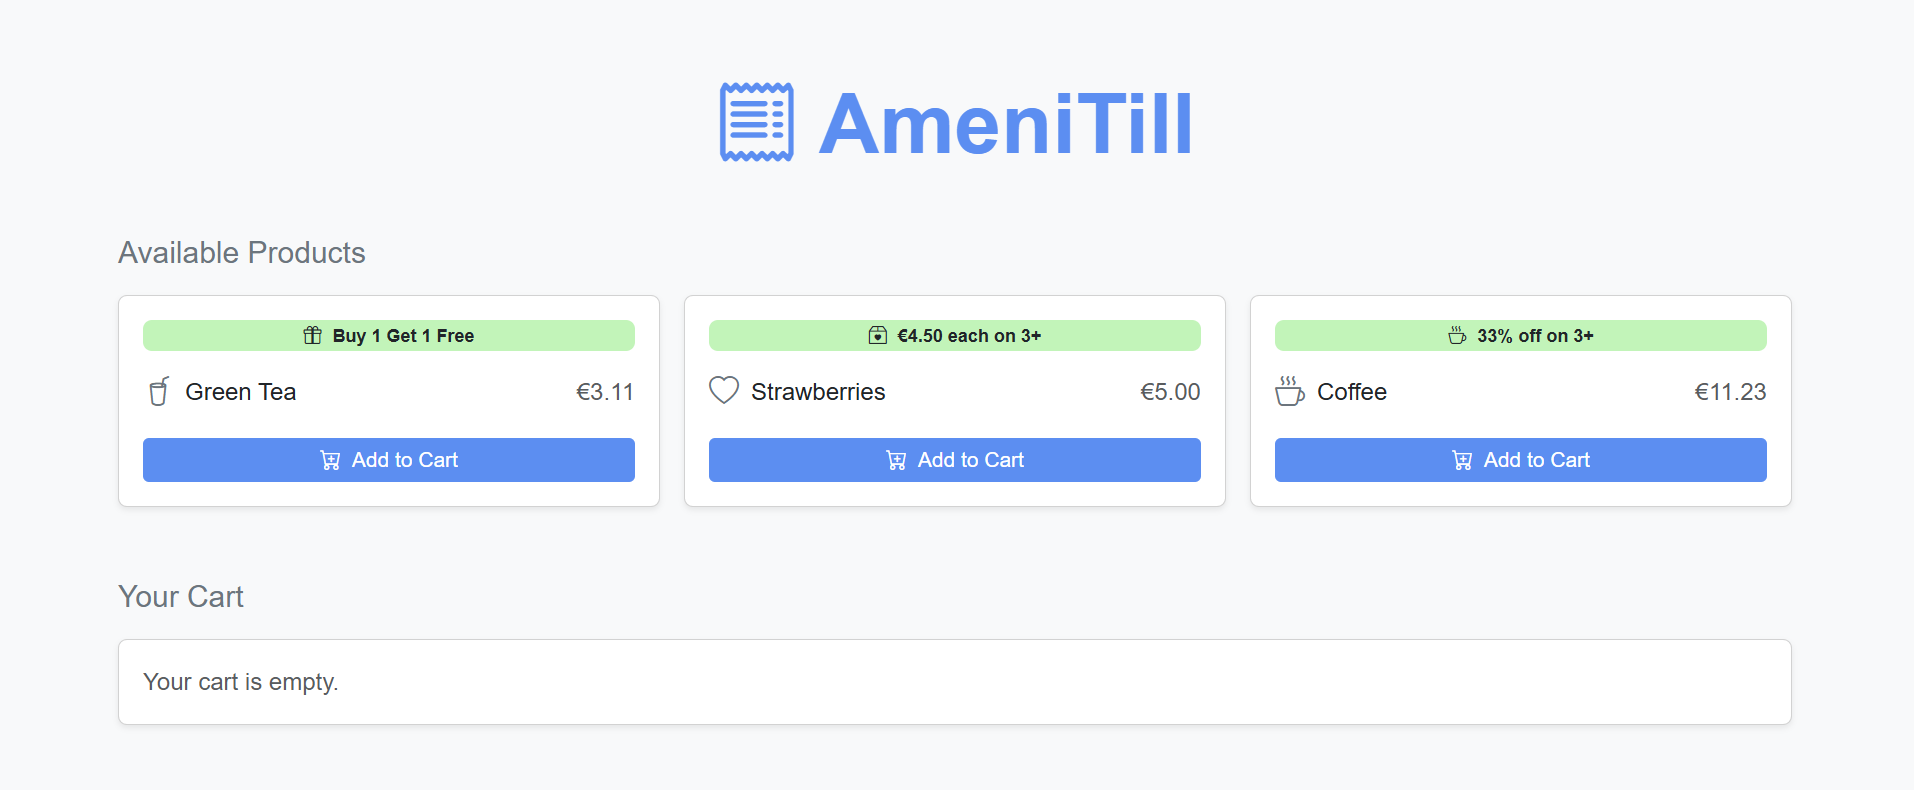 AmeniTill
Available Products
Buy 1 Get 1 Free
Green Tea €3.11
Add to Cart
€4.50 each on 3+
Strawberries €5.00
Add to Cart
33% off on 3+
Coffee €11.23
Add to Cart
Your Cart
Your cart is empty.